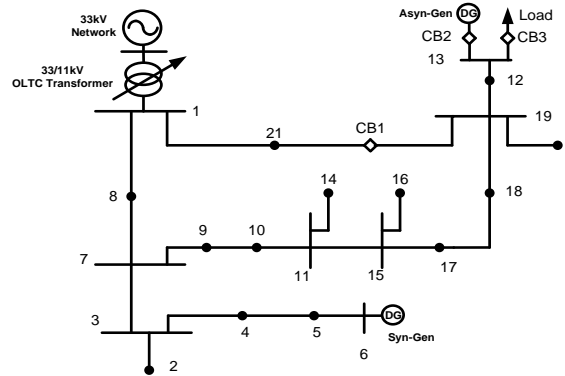 33kV
Network
33/11kV
OLTC Transformer
Asyn-Gen
DG
Load
CB2
CB3
13
12
1
19
21
CB1
14
16
8
18
9
10
7
11
15
17
3
4
5
DG
6
Syn-Gen
2